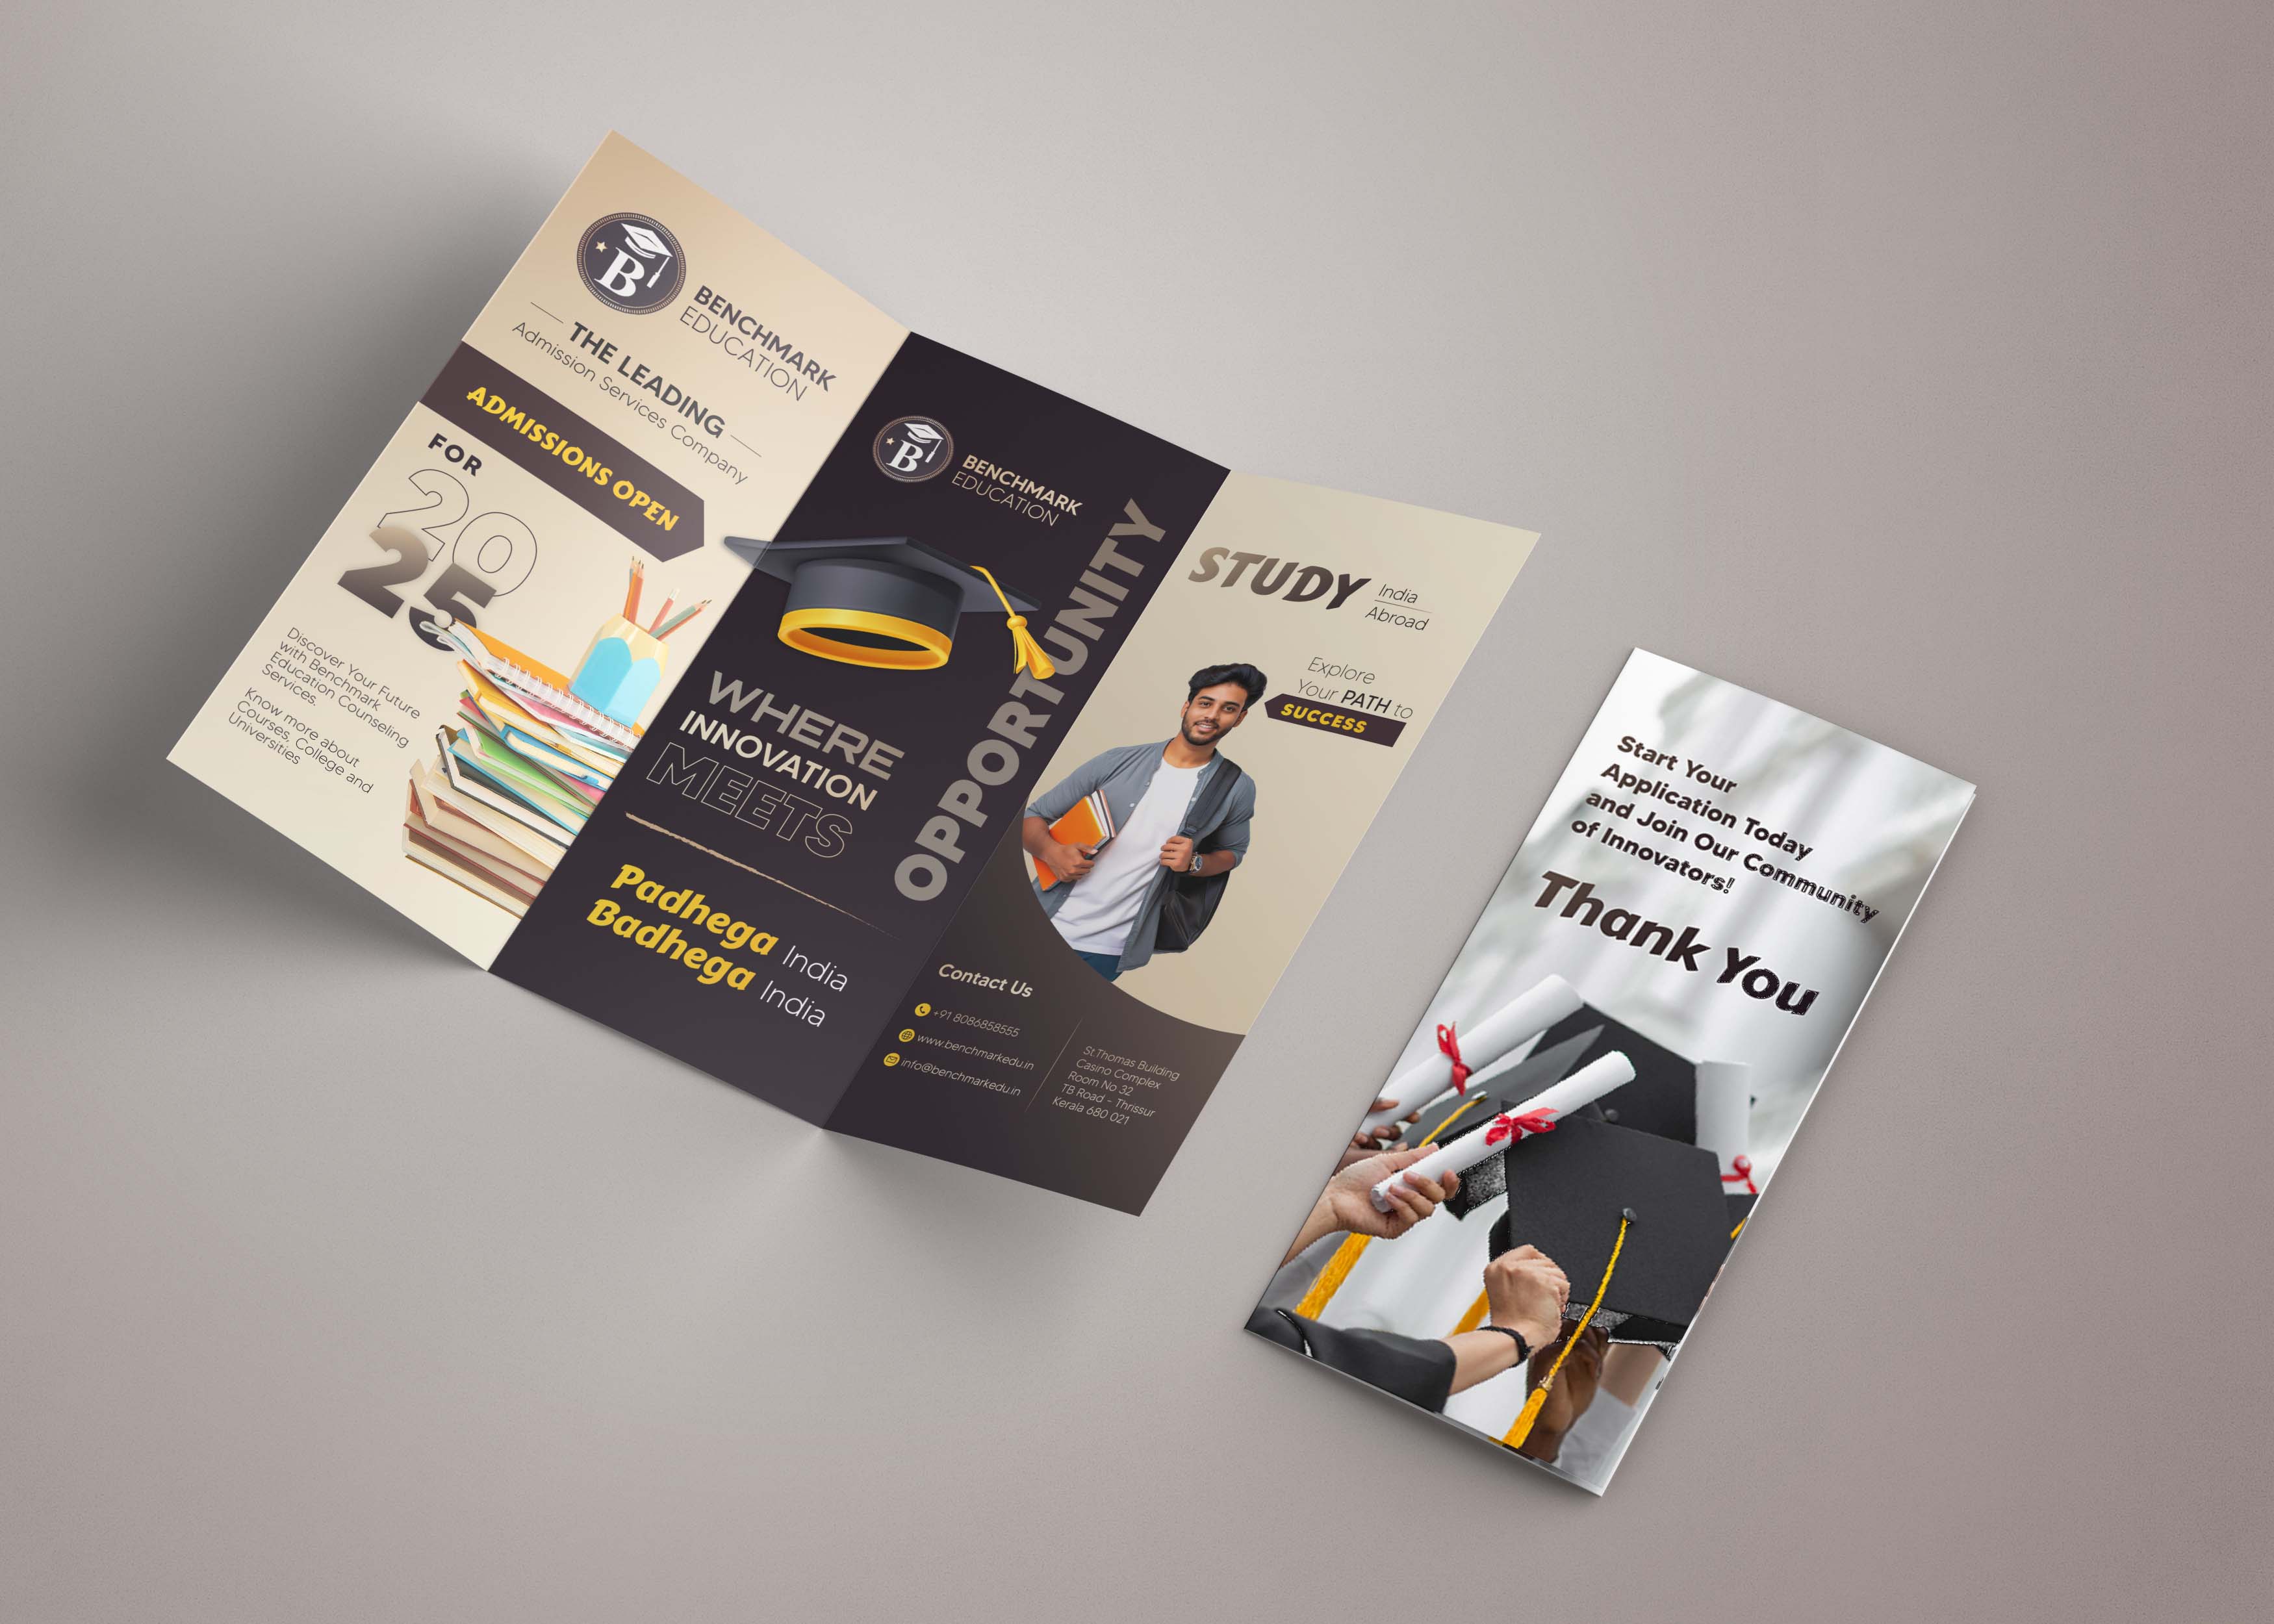 B
BENCHMARK
EDUCATION
THE LEADING
Admission Services Company
ADMISSIONS OPEN
FOR
20
25
Discover Your Future
with Benchmark
Education Counseling
Services.
Know more about
Courses, College and
Universities
B
BENCHMARK
EDUCATION
WHERE
INNOVATION
MEETS
OPPORTUNITY
Padhega India
Badhega India
STUDY
India
Abroad
Explore
Your PATH to
SUCCESS
Contact Us
+91 8086858555
www.benchmarkedu.in
info@benchmarkedu.in
St.Thomas Building
Casino Complex
Room No 32
TB Road - Thrissur
Kerala 680 021
Start Your
Application Today
and Join Our Community
of Innovators!
Thank You